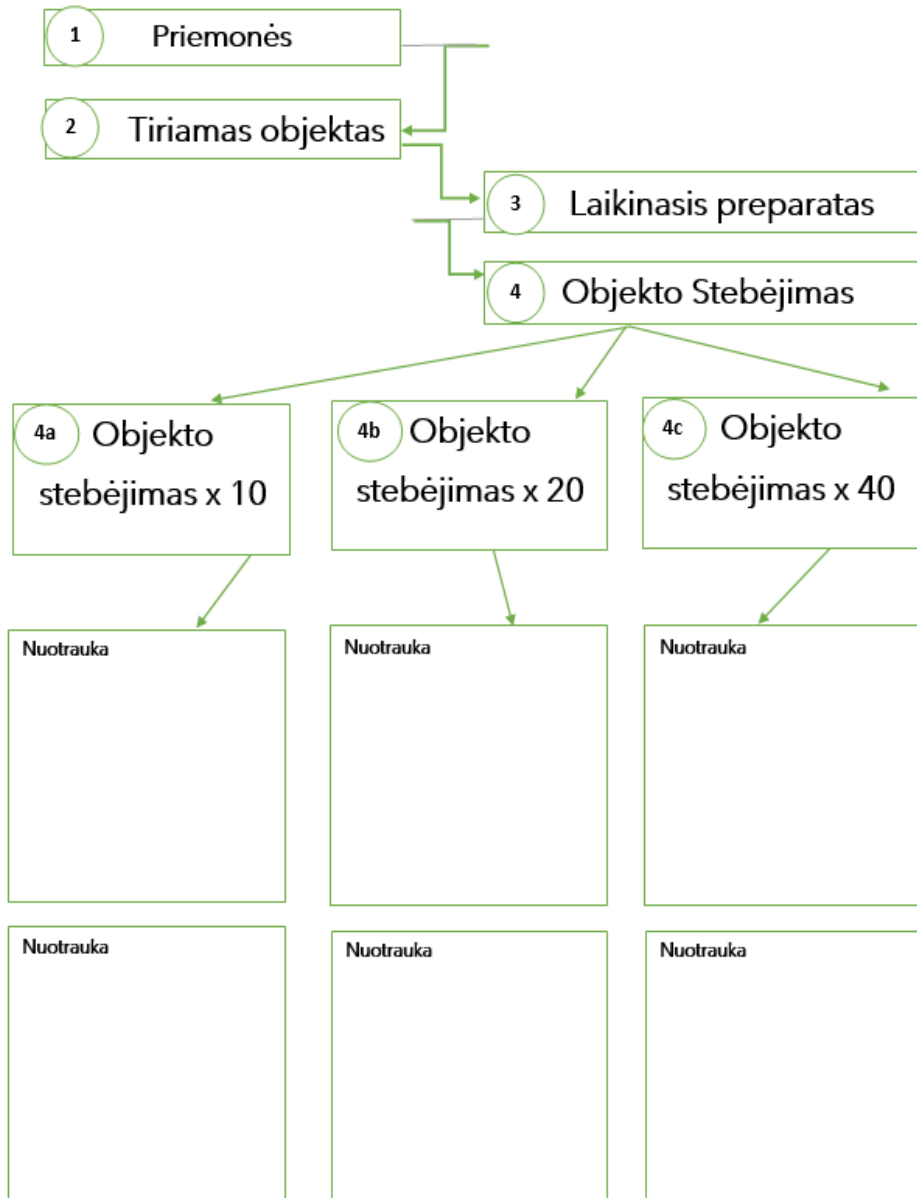 1 Priemonės
2 Tiriamas objektas
3 Laikinasis preparatas
4 Objekto Stebėjimas
4a Objekto
stebėjimas x 10
4b Objekto
stebėjimas x 20
4c Objekto
stebėjimas x 40
Nuotrauka
Nuotrauka
Nuotrauka
Nuotrauka
Nuotrauka
Nuotrauka